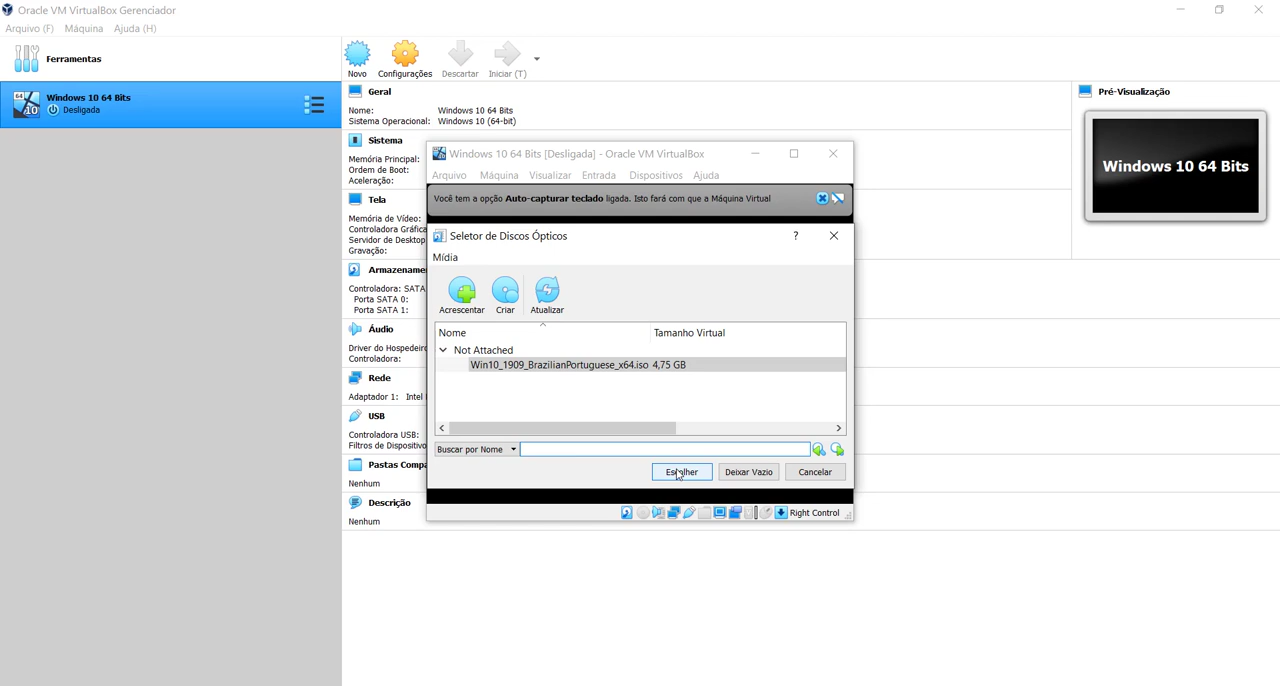 Oracle VM VirtualBox Gerenciador
Arquivo (F) Máquina Ajuda (H)
Ferramentas
Novo Configurações Descartar Iniciar (T)
64 10 Windows 10 64 Bits
Desligada
Geral
Nome: Windows 10 64 Bits
Sistema Operacional: Windows 10 (64-bit)
Pré-Visualização
Windows 10 64 Bits
Sistema
Memória Principal:
Ordem de Boot:
Aceleração:
Tela
Memória de Vídeo:
Controladora Gráfica
Servidor de Desktop
Gravação:
Armazename
Controladora: SATA
Porta SATA 0:
Porta SATA 1:
Áudio
Driver do Hospedeiro
Controladora:
Rede
Adaptador 1: Intel
USB
Controladora USB:
Filtros de Dispositivo
Pastas Compa
Nenhum
Descrição
Nenhum
Windows 10 64 Bits [Desligada] - Oracle VM VirtualBox
Arquivo Máquina Visualizar Entrada Dispositivos Ajuda
Você tem a opção Auto-capturar teclado ligada. Isto fará com que a Máquina Virtual
Seletor de Discos Ópticos ?
Mídia
Acrescentar Criar Atualizar
Nome Tamanho Virtual
Not Attached
Win10_1909_BrazilianPortuguese_x64.iso 4,75 GB
Buscar por Nome
Escolher Deixar Vazio Cancelar
Right Control